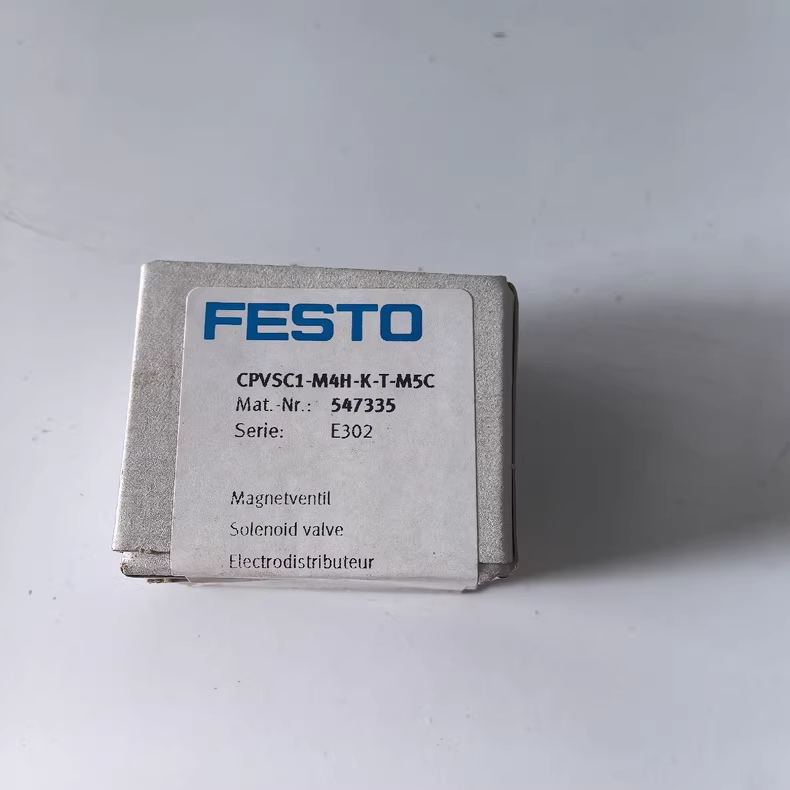 FESTO
CPVSC1-M4H-K-T-M5C
Mat.-Nr.: 547335
Serie: E302
Magnetventil
Solenoid valve
Electrodistributeur